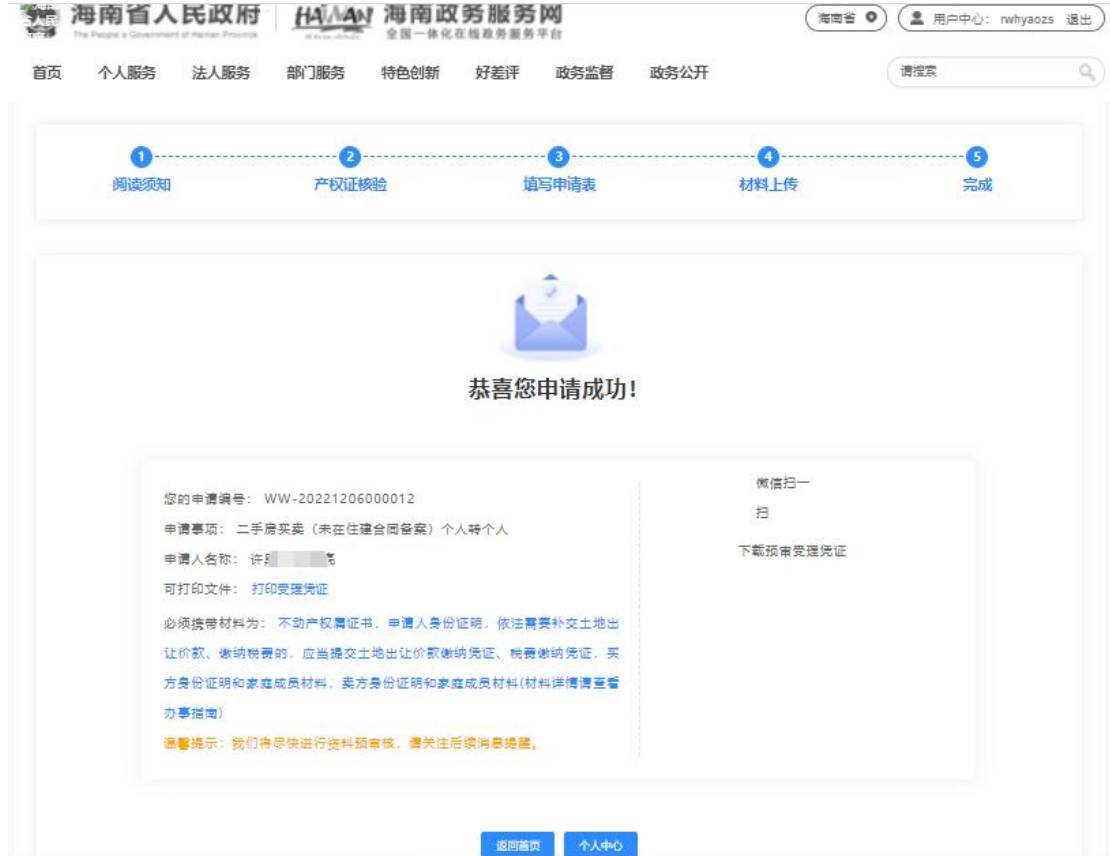 海南省人民政府
The People's Government of Hainan Province
HAINAN 海南政务服务网
全国一体化在线政务服务平台
海南省
用户中心： rwhyaozs 退出
首页 个人服务 法人服务 部门服务 特色创新 好差评 政务监督 政务公开
请搜索
1 2 3 4 5
阅读须知 产权证核验 填写申请表 材料上传 完成
恭喜您申请成功！
您的申请编号： WW-20221206000012
申请事项： 二手房买卖（未在住建合同备案）个人转个人
申请人名称： 许
可打印文件： 打印受理凭证
必须携带材料为： 不动产权属证书，申请人身份证明，依法需要补交土地出
让价款、缴纳税费的，应当提交土地出让价款缴纳凭证、税费缴纳凭证，买
方身份证明和家庭成员材料，卖方身份证明和家庭成员材料(材料详情请查看
办事指南)
温馨提示：我们将尽快进行资料预审核，请关注后续消息提醒。
微信扫一
扫
下载预审受理凭证
返回首页 个人中心